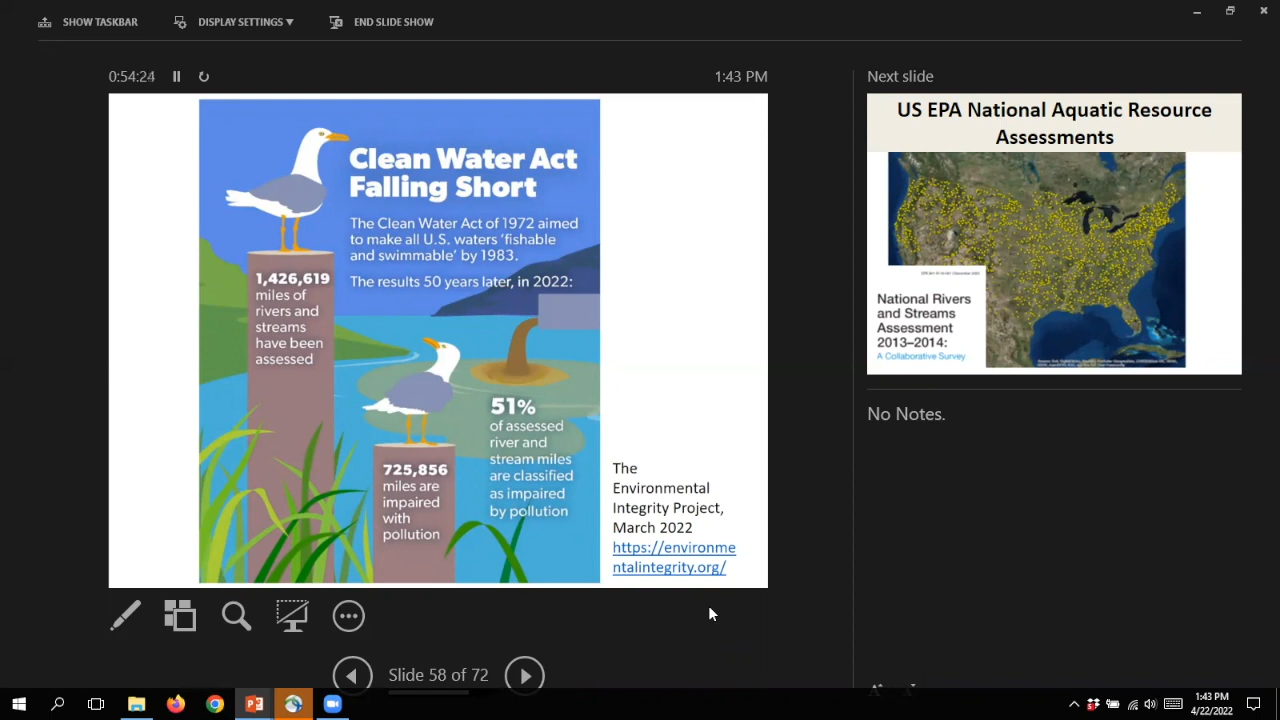 SHOW TASKBAR
DISPLAY SETTINGS ▼
END SLIDE SHOW
0:54:24
1:43 PM
Clean Water Act
Falling Short
The Clean Water Act of 1972 aimed
to make all U.S. waters ‘fishable
and swimmable’ by 1983.
The results 50 years later, in 2022:
1,426,619
miles of
rivers and
streams
have been
assessed
725,856
miles are
impaired
with
pollution
51%
of assessed
river and
stream miles
are classified
as impaired
by pollution
The
Environmental
Integrity Project,
March 2022
https://environme
ntalintegrity.org/
Next slide
US EPA National Aquatic Resource
Assessments
National Rivers
and Streams
Assessment
2013–2014:
A Collaborative Survey
No Notes.
Slide 58 of 72
1:43 PM
4/22/2022